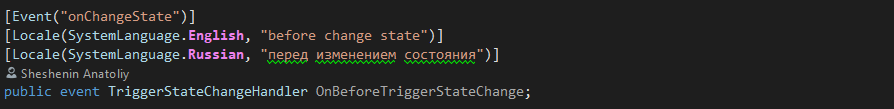 [Event("onChangeState")]
[Locale(SystemLanguage.English, "before change state")]
[Locale(SystemLanguage.Russian, "перед изменением состояния")]
Sheshenin Anatoliy
public event TriggerStateChangeHandler OnBeforeTriggerStateChange;